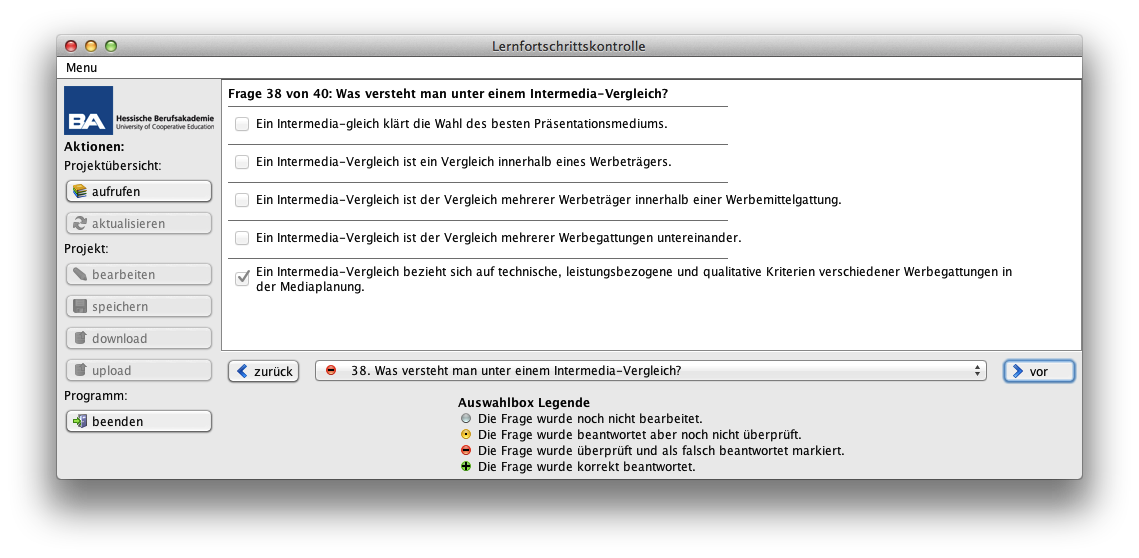 Lernfortschrittskontrolle
Menu
BA Hessische Berufsakademie
University of Cooperative Education
Aktionen:
Projektübersicht:
aufrufen
aktualisieren
Projekt:
bearbeiten
speichern
download
upload
Programm:
beenden
Frage 38 von 40: Was versteht man unter einem Intermedia-Vergleich?
Ein Intermedia-gleich klärt die Wahl des besten Präsentationsmediums.
Ein Intermedia-Vergleich ist ein Vergleich innerhalb eines Werbeträgers.
Ein Intermedia-Vergleich ist der Vergleich mehrerer Werbeträger innerhalb einer Werbemittelgattung.
Ein Intermedia-Vergleich ist der Vergleich mehrerer Werbegattungen untereinander.
Ein Intermedia-Vergleich bezieht sich auf technische, leistungsbezogene und qualitative Kriterien verschiedener Werbegattungen in
der Mediaplanung.
zurück
38. Was versteht man unter einem Intermedia-Vergleich?
vor
Auswahlbox Legende
Die Frage wurde noch nicht bearbeitet.
Die Frage wurde beantwortet aber noch nicht überprüft.
Die Frage wurde überprüft und als falsch beantwortet markiert.
Die Frage wurde korrekt beantwortet.